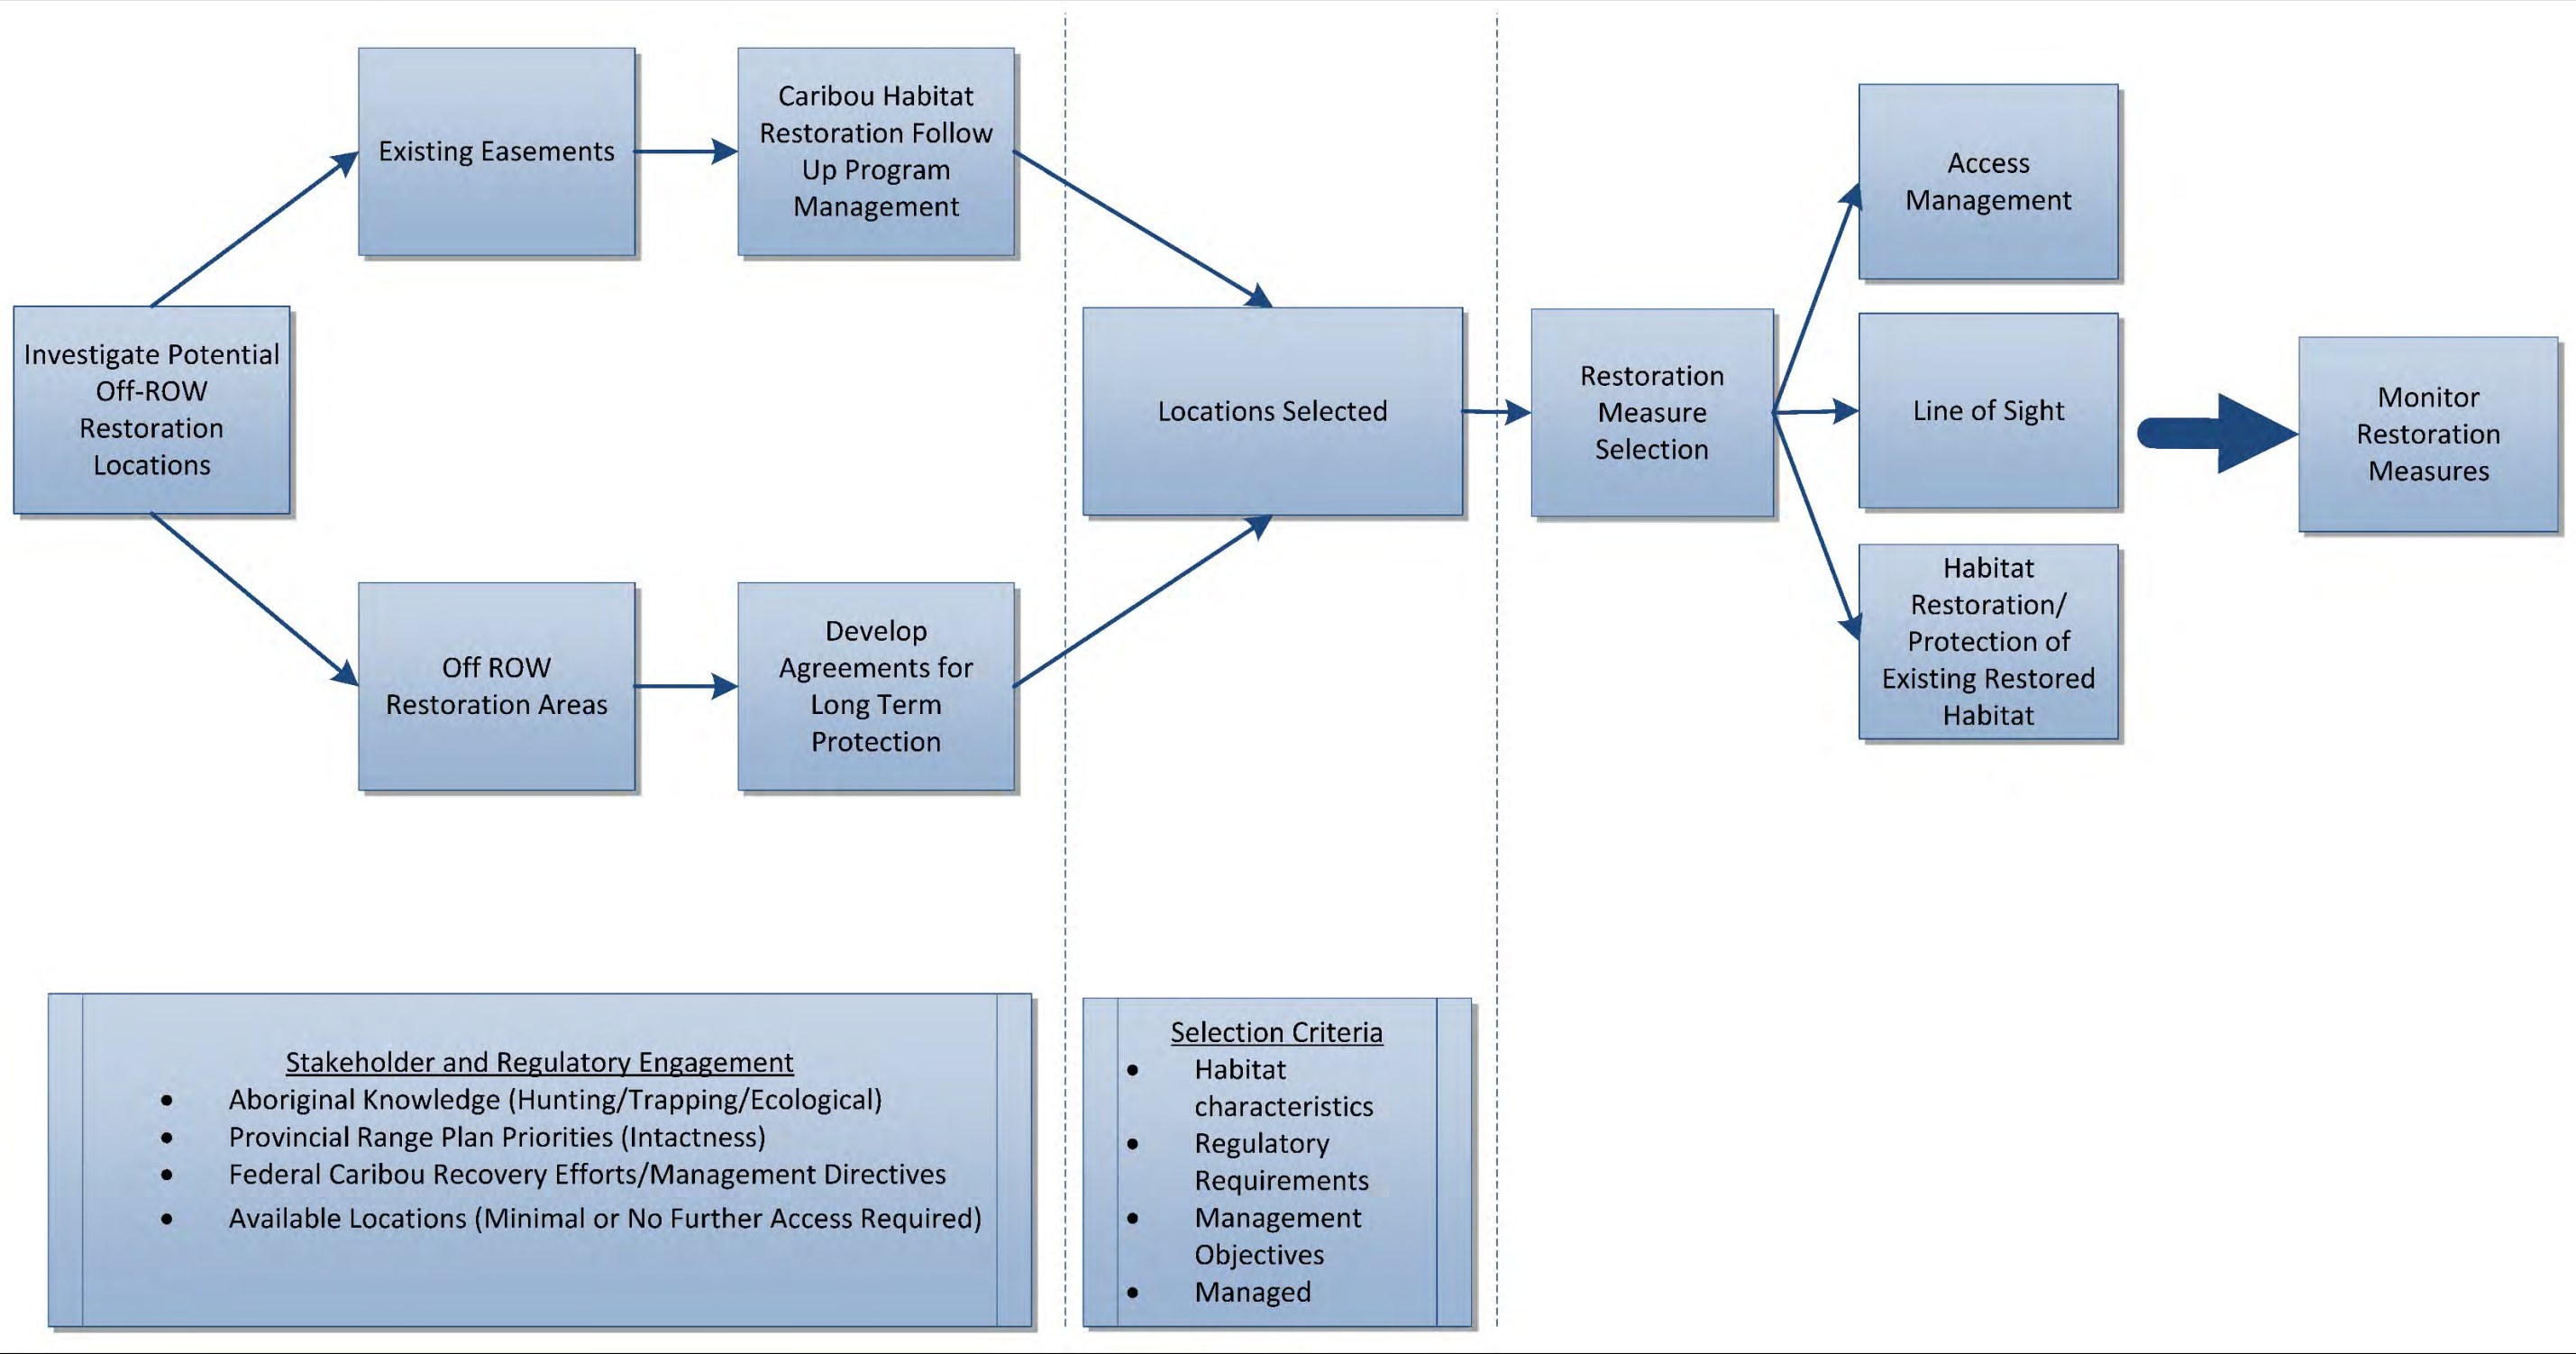 Existing Easements
Caribou Habitat
Restoration Follow
Up Program
Management
Investigate Potential
Off-ROW
Restoration
Locations
Off ROW
Restoration Areas
Develop
Agreements for
Long Term
Protection
Locations Selected
Restoration
Measure
Selection
Access
Management
Line of Sight
Habitat
Restoration/
Protection of
Existing Restored
Habitat
Monitor
Restoration
Measures
Stakeholder and Regulatory Engagement
• Aboriginal Knowledge (Hunting/Trapping/Ecological)
• Provincial Range Plan Priorities (Intactness)
• Federal Caribou Recovery Efforts/Management Directives
• Available Locations (Minimal or No Further Access Required)
Selection Criteria
• Habitat
characteristics
• Regulatory
Requirements
• Management
Objectives
• Managed